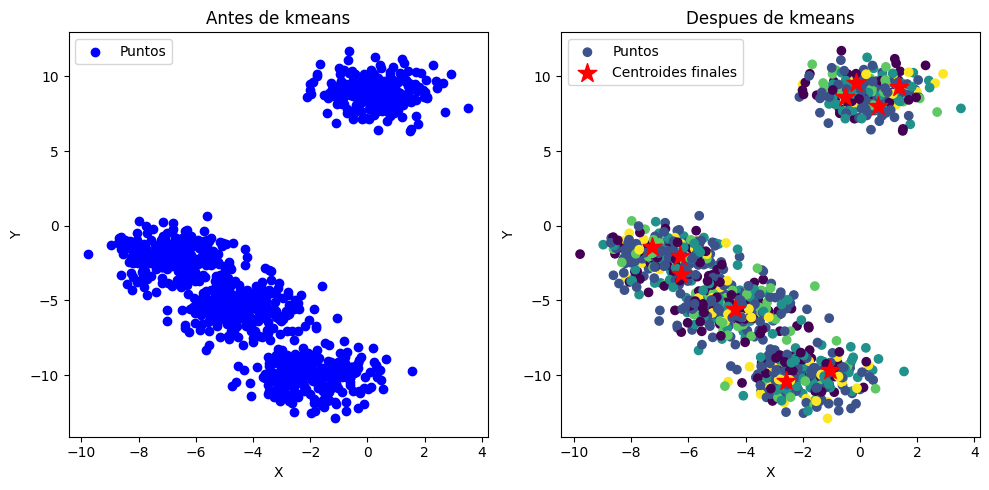 Antes de kmeans
Puntos
10
5
0
−5
−10
Y
−10
−8
−6
−4
−2
0
2
4
X
Despues de kmeans
Puntos
Centroides finales
10
5
0
−5
−10
Y
−10
−8
−6
−4
−2
0
2
4
X